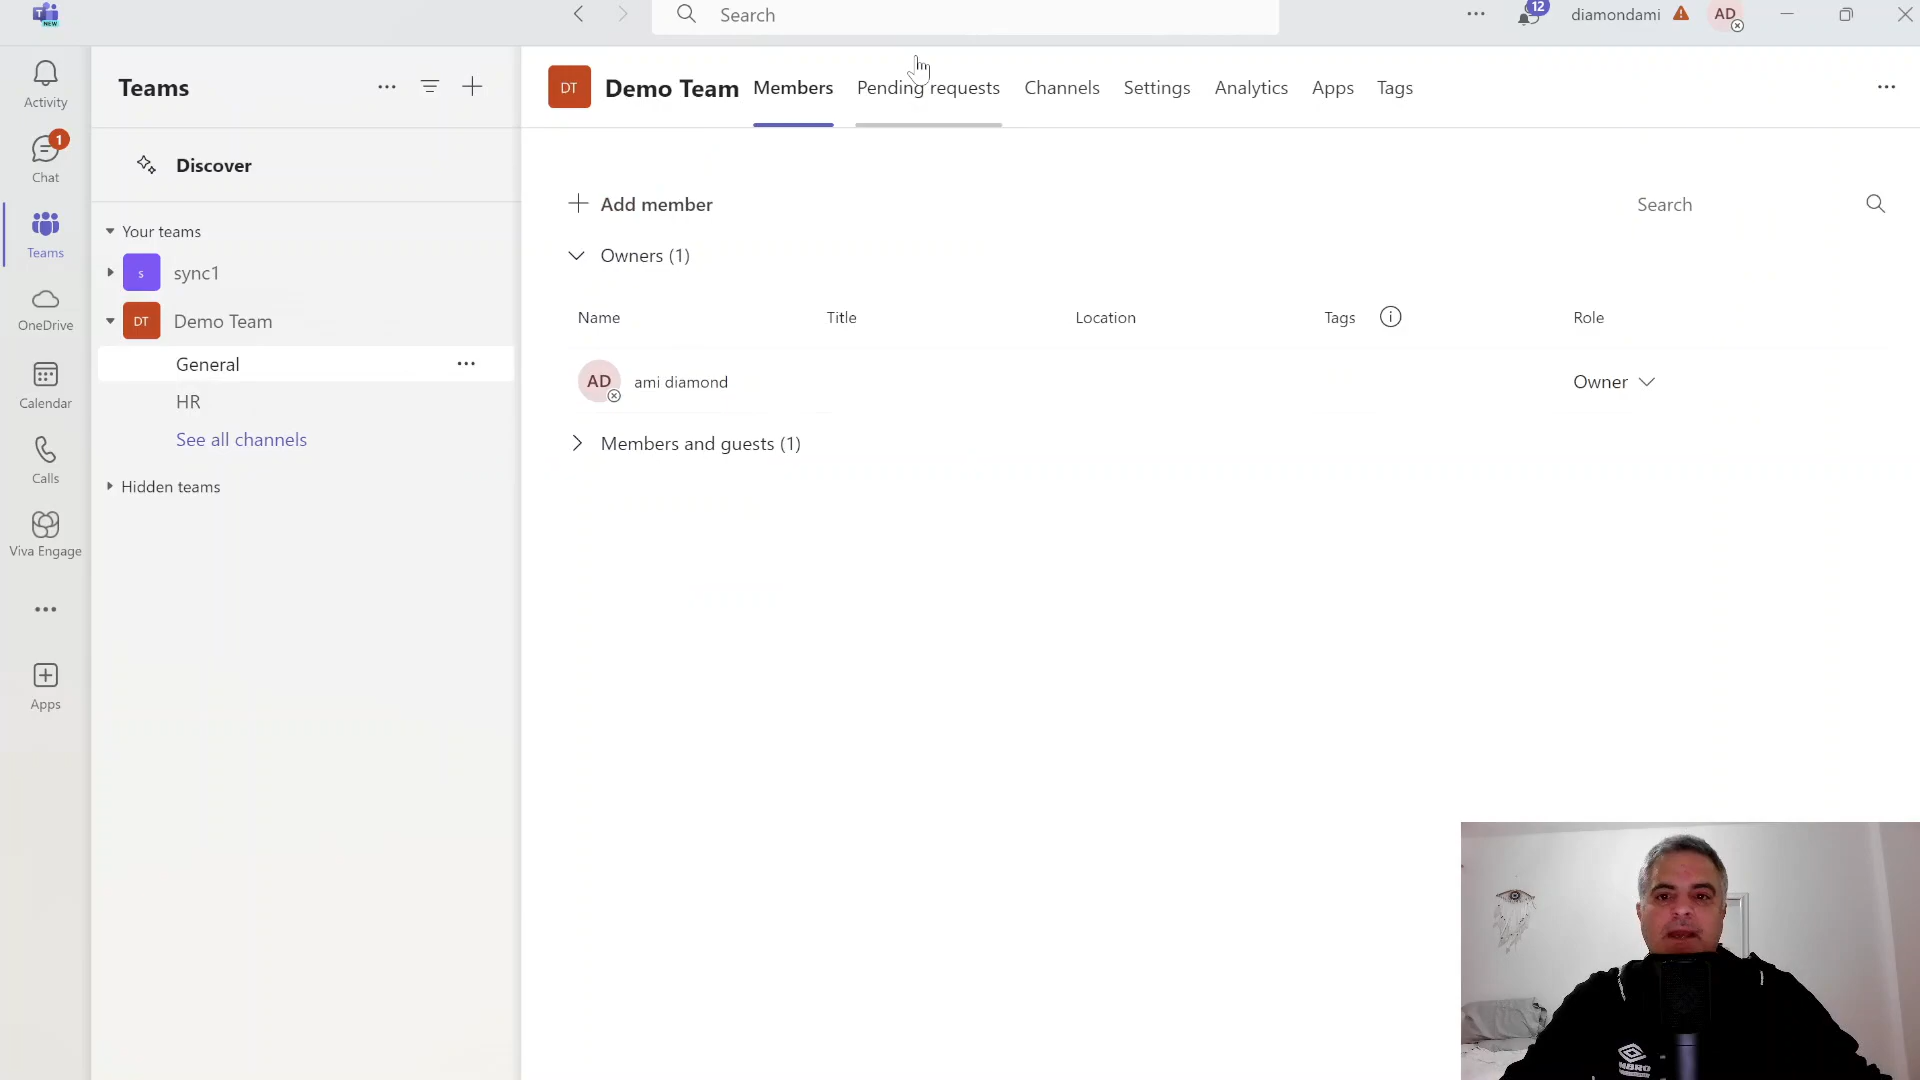 NEW
Search
12
diamondami
AD
Activity
1
Chat
Teams
OneDrive
Calendar
Calls
Viva Engage
Apps
Teams
Discover
Your teams
s
sync1
DT
Demo Team
General
HR
See all channels
Hidden teams
DT
Demo Team
Members
Pending requests
Channels
Settings
Analytics
Apps
Tags
Add member
Search
Owners (1)
Name
Title
Location
Tags
Role
AD
ami diamond
Owner
Members and guests (1)